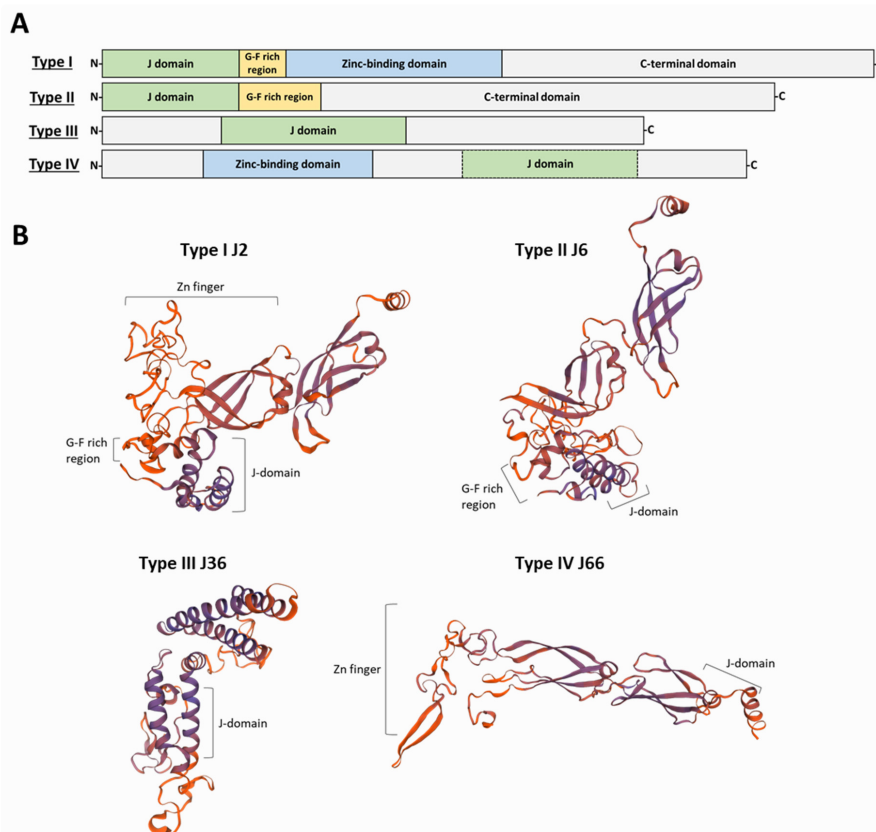 A
Type I N- J domain G-F rich region Zinc-binding domain C-terminal domain
Type II N- J domain G-F rich region C-terminal domain -C
Type III N- J domain -C
Type IV N- Zinc-binding domain J domain -C
B
Type I J2
Zn finger
G-F rich
region
J-domain
Type II J6
G-F rich
region
J-domain
Type III J36
J-domain
Type IV J66
Zn finger
J-domain